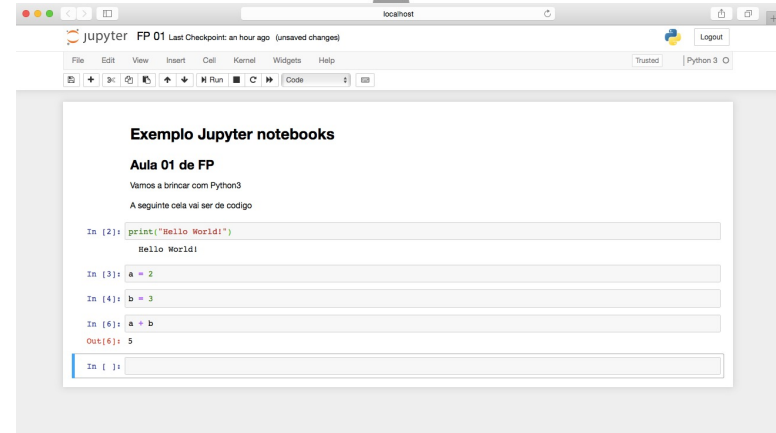 localhost
jupyter FP 01 Last Checkpoint: an hour ago (unsaved changes)
Logout
File Edit View Insert Cell Kernel Widgets Help
Trusted Python 3
Run Code
Exemplo Jupyter notebooks
Aula 01 de FP
Vamos a brincar com Python3
A seguinte cela vai ser de codigo
In [2]: print("Hello World!")
Hello World!
In [3]: a = 2
In [4]: b = 3
In [6]: a + b
Out[6]: 5
In [ ]: